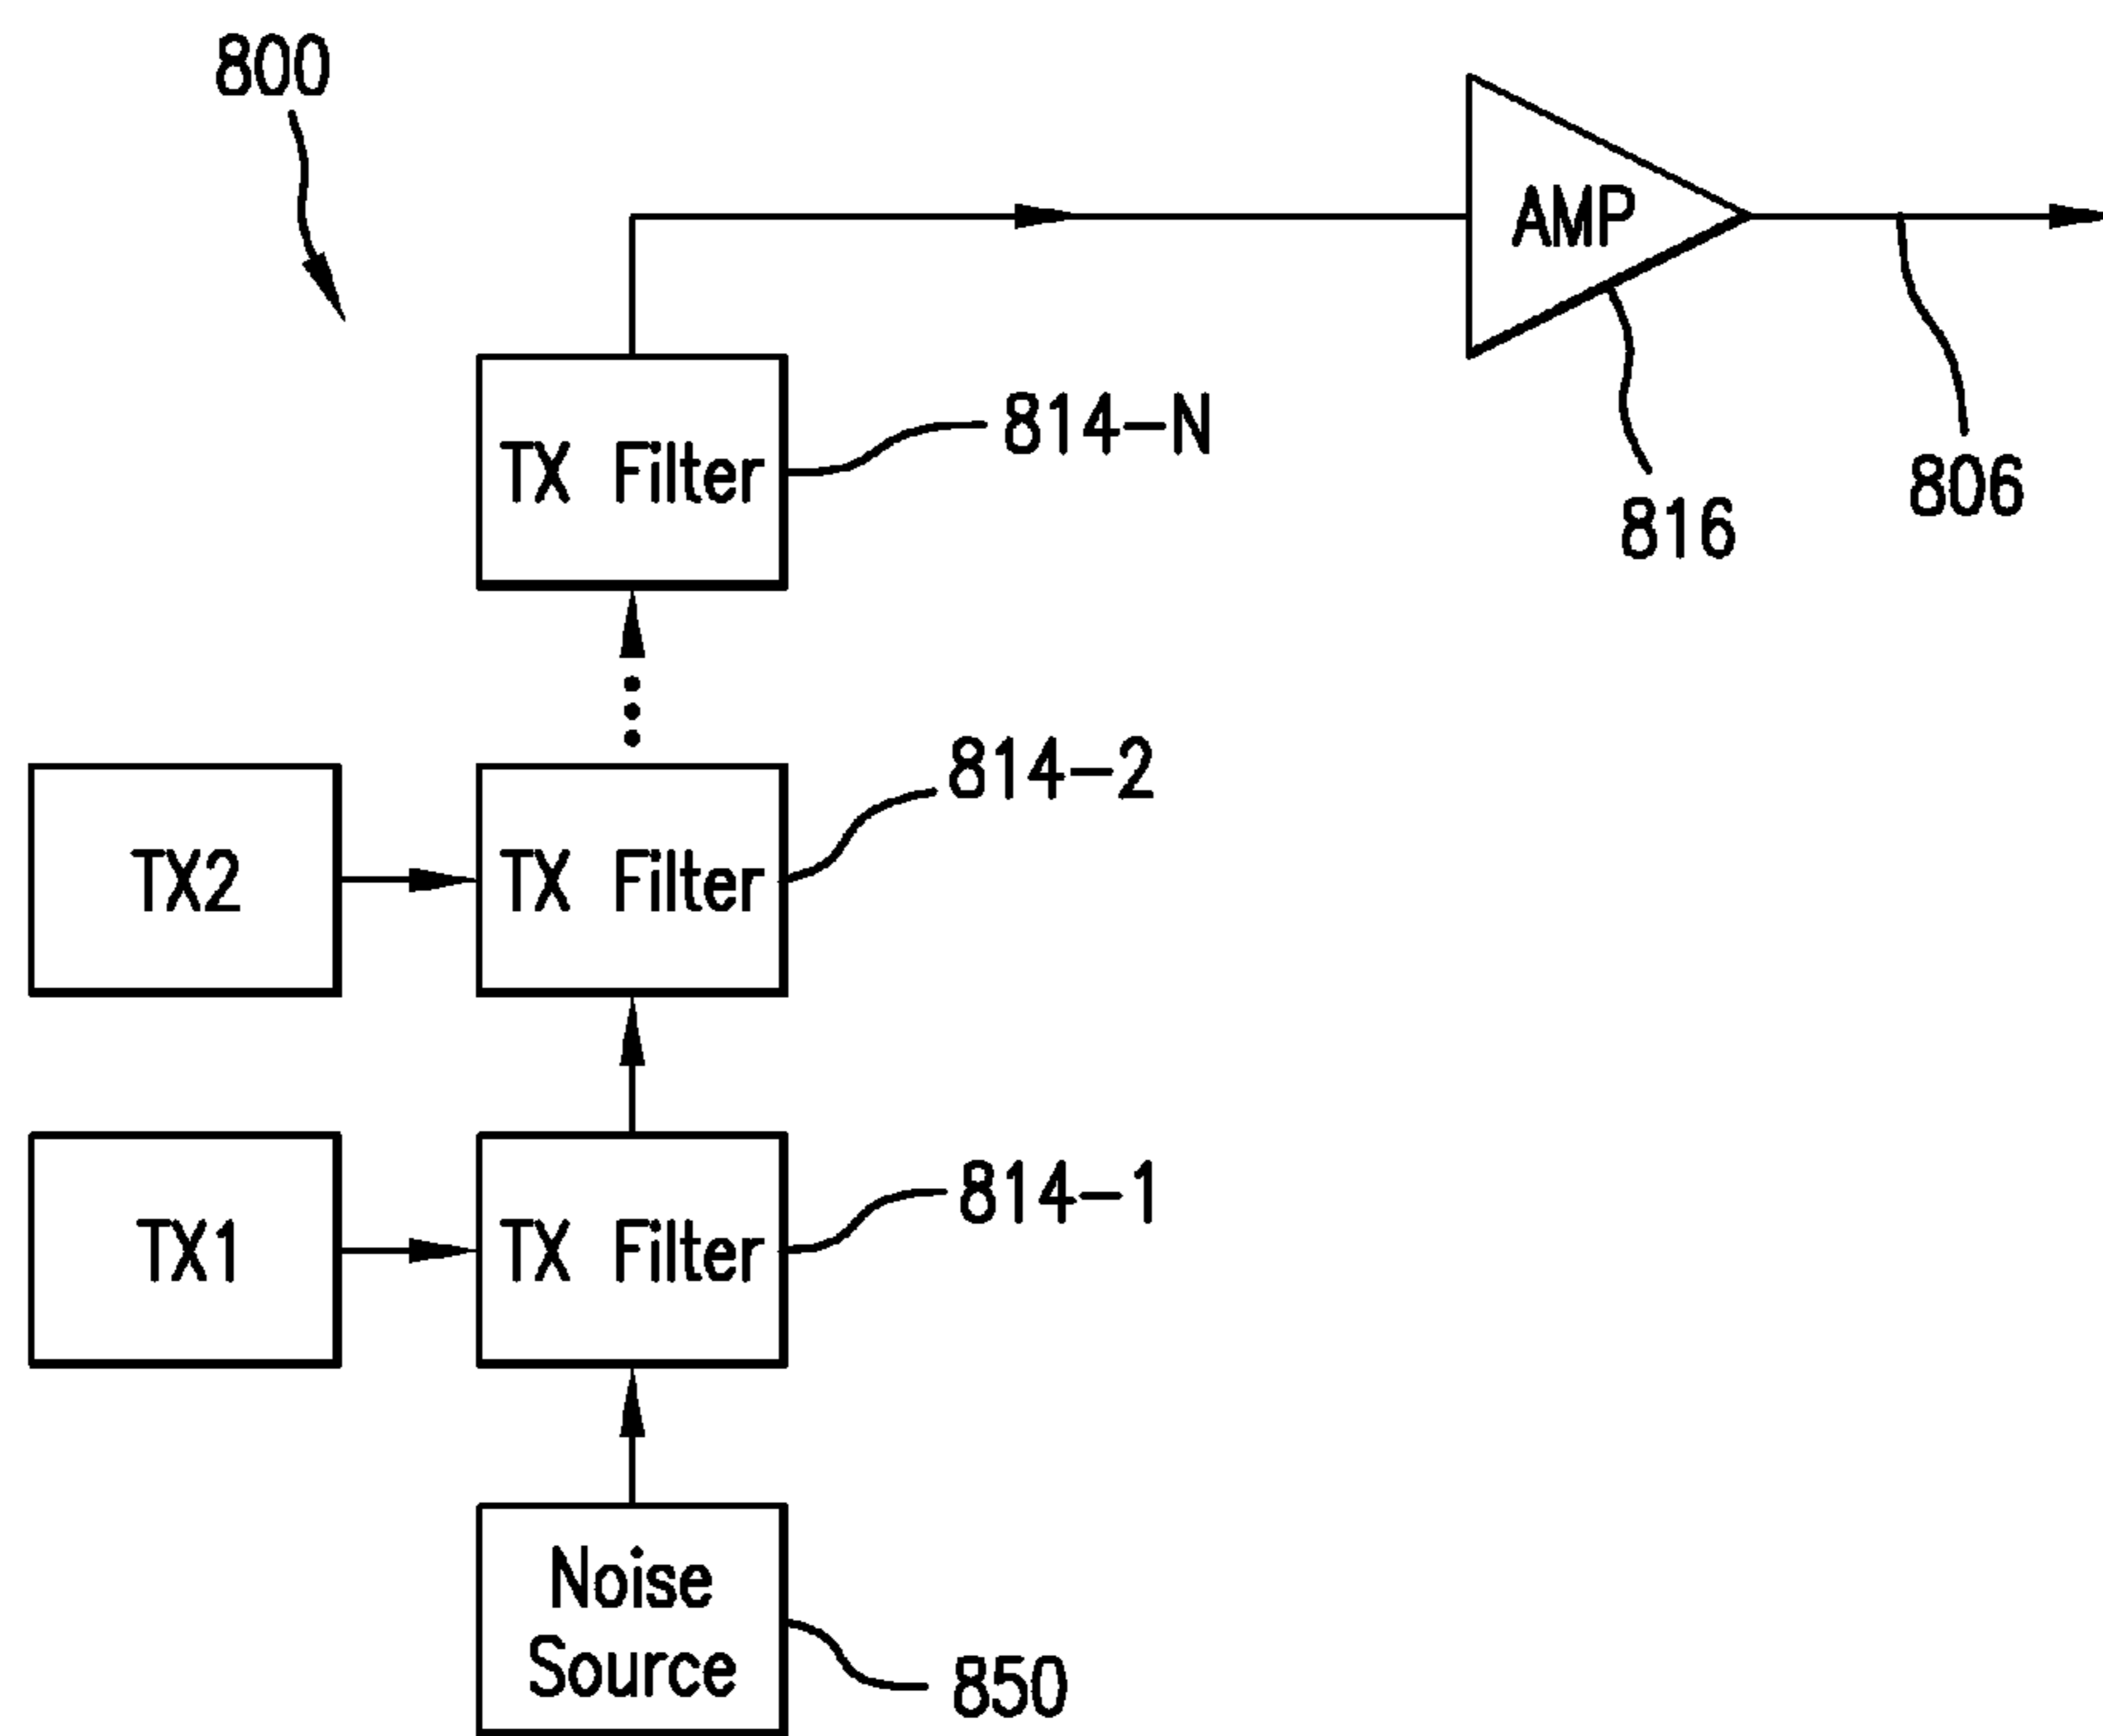 800
AMP
TX Filter
814-N
816
806
TX2
TX Filter
814-2
TX1
TX Filter
814-1
Noise
Source
850